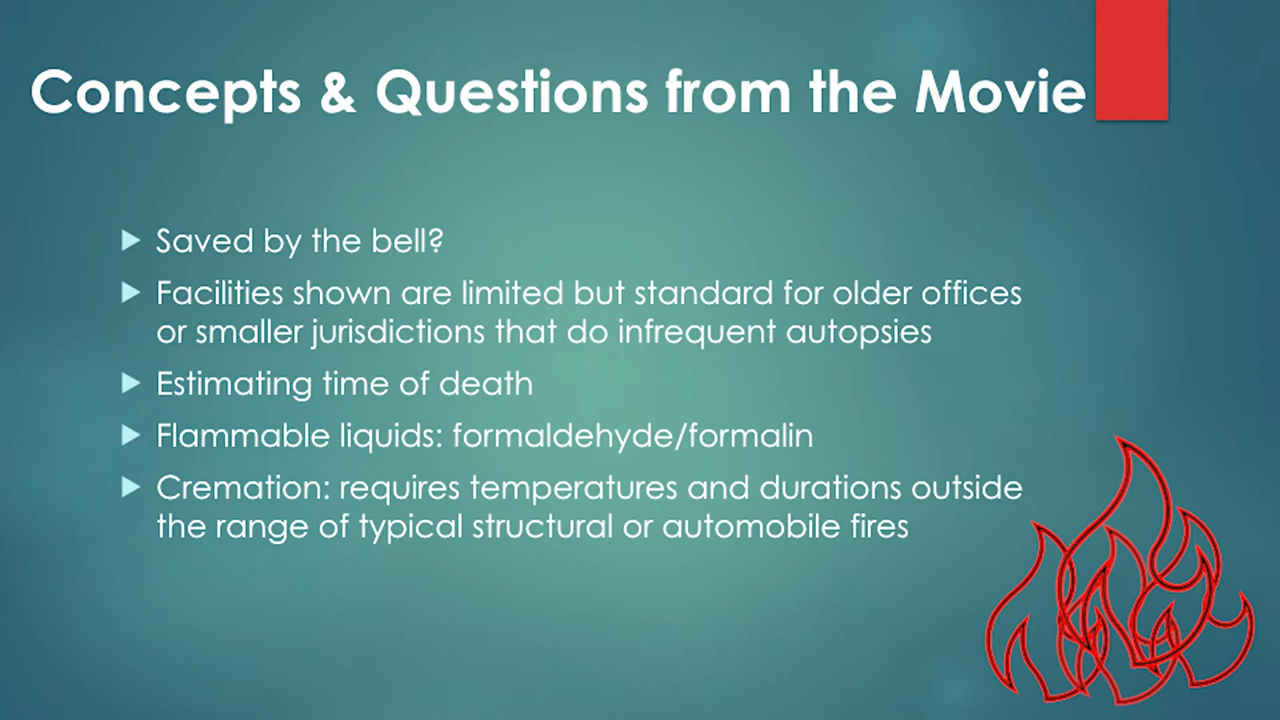 Concepts & Questions from the Movie
Saved by the bell?
Facilities shown are limited but standard for older offices
or smaller jurisdictions that do infrequent autopsies
Estimating time of death
Flammable liquids: formaldehyde/formalin
Cremation: requires temperatures and durations outside
the range of typical structural or automobile fires